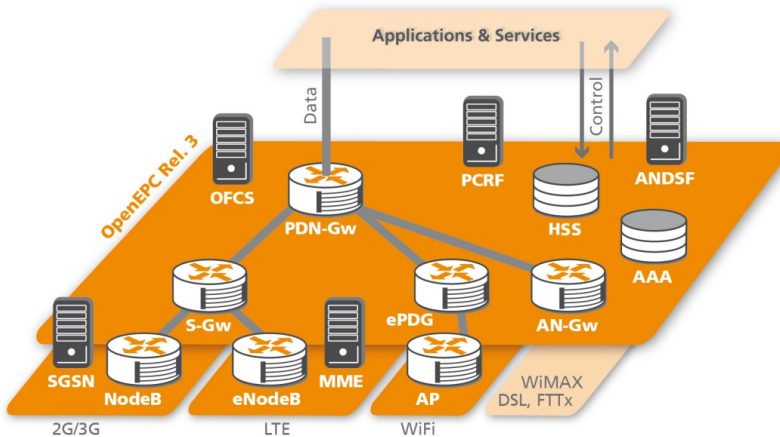 Applications & Services
Data
Control
OpenEPC Rel. 3
OFCS
PCRF
ANDSF
PDN-Gw
HSS
AAA
S-Gw
ePDG
AN-Gw
SGSN
NodeB
eNodeB
MME
AP
WiMAX
DSL, FTTx
2G/3G
LTE
WiFi